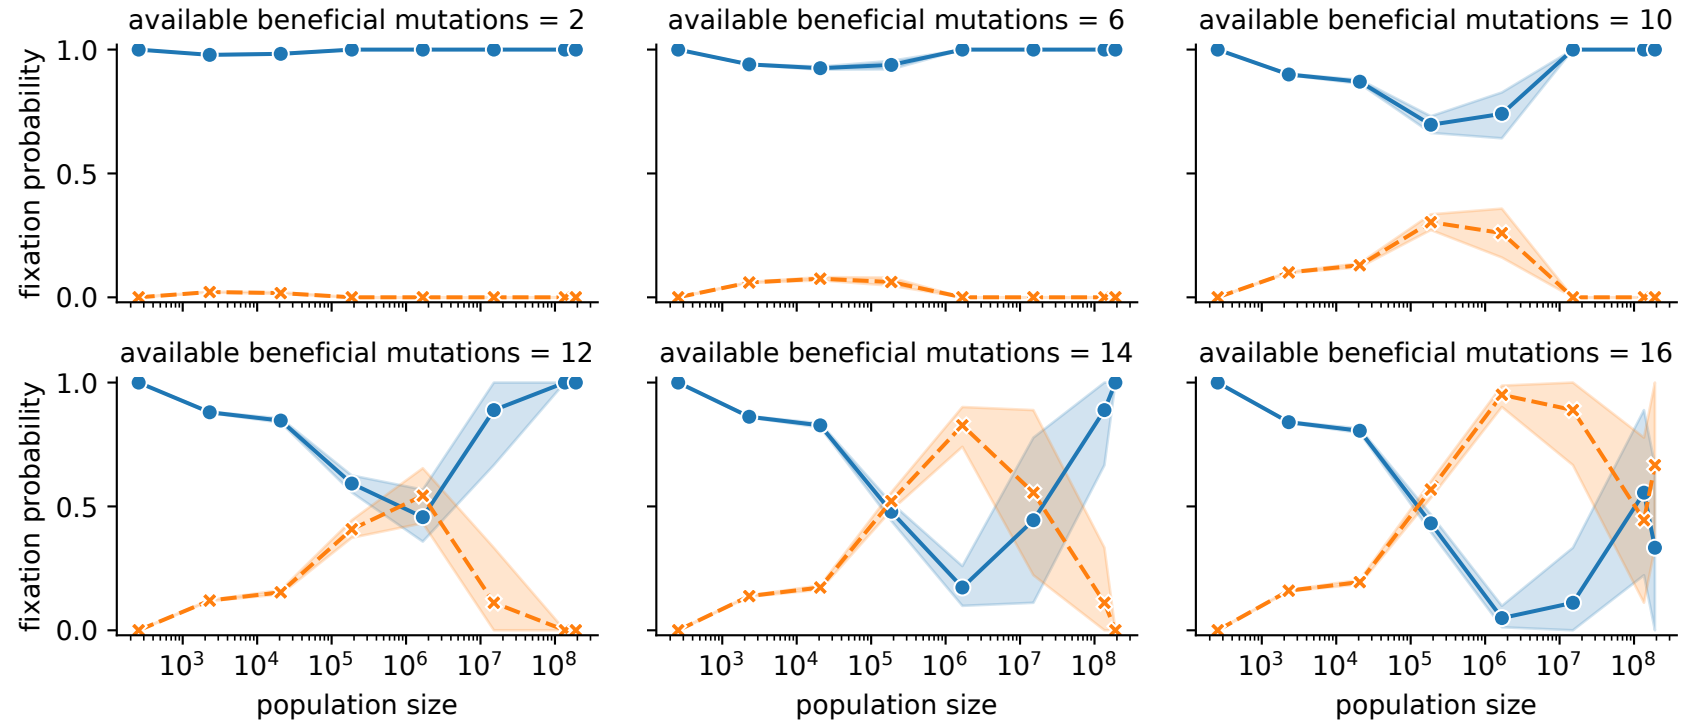 available beneficial mutations = 2
available beneficial mutations = 6
available beneficial mutations = 10
fixation probability
1.0
0.5
0.0
available beneficial mutations = 12
available beneficial mutations = 14
available beneficial mutations = 16
fixation probability
1.0
0.5
0.0
10³ 10⁴ 10⁵ 10⁶ 10⁷ 10⁸
10³ 10⁴ 10⁵ 10⁶ 10⁷ 10⁸
10³ 10⁴ 10⁵ 10⁶ 10⁷ 10⁸
population size
population size
population size